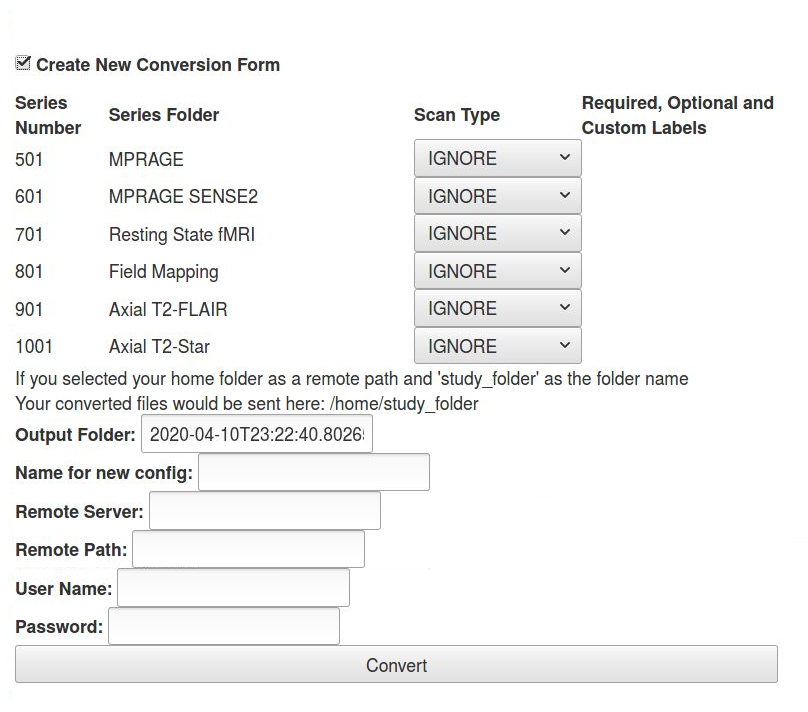 Create New Conversion Form
Series Number Series Folder Scan Type Required, Optional and Custom Labels
501 MPRAGE IGNORE
601 MPRAGE SENSE2 IGNORE
701 Resting State fMRI IGNORE
801 Field Mapping IGNORE
901 Axial T2-FLAIR IGNORE
1001 Axial T2-Star IGNORE
If you selected your home folder as a remote path and 'study_folder' as the folder name
Your converted files would be sent here: /home/study_folder
Output Folder: 2020-04-10T23:22:40.8026
Name for new config:
Remote Server:
Remote Path:
User Name:
Password:
Convert